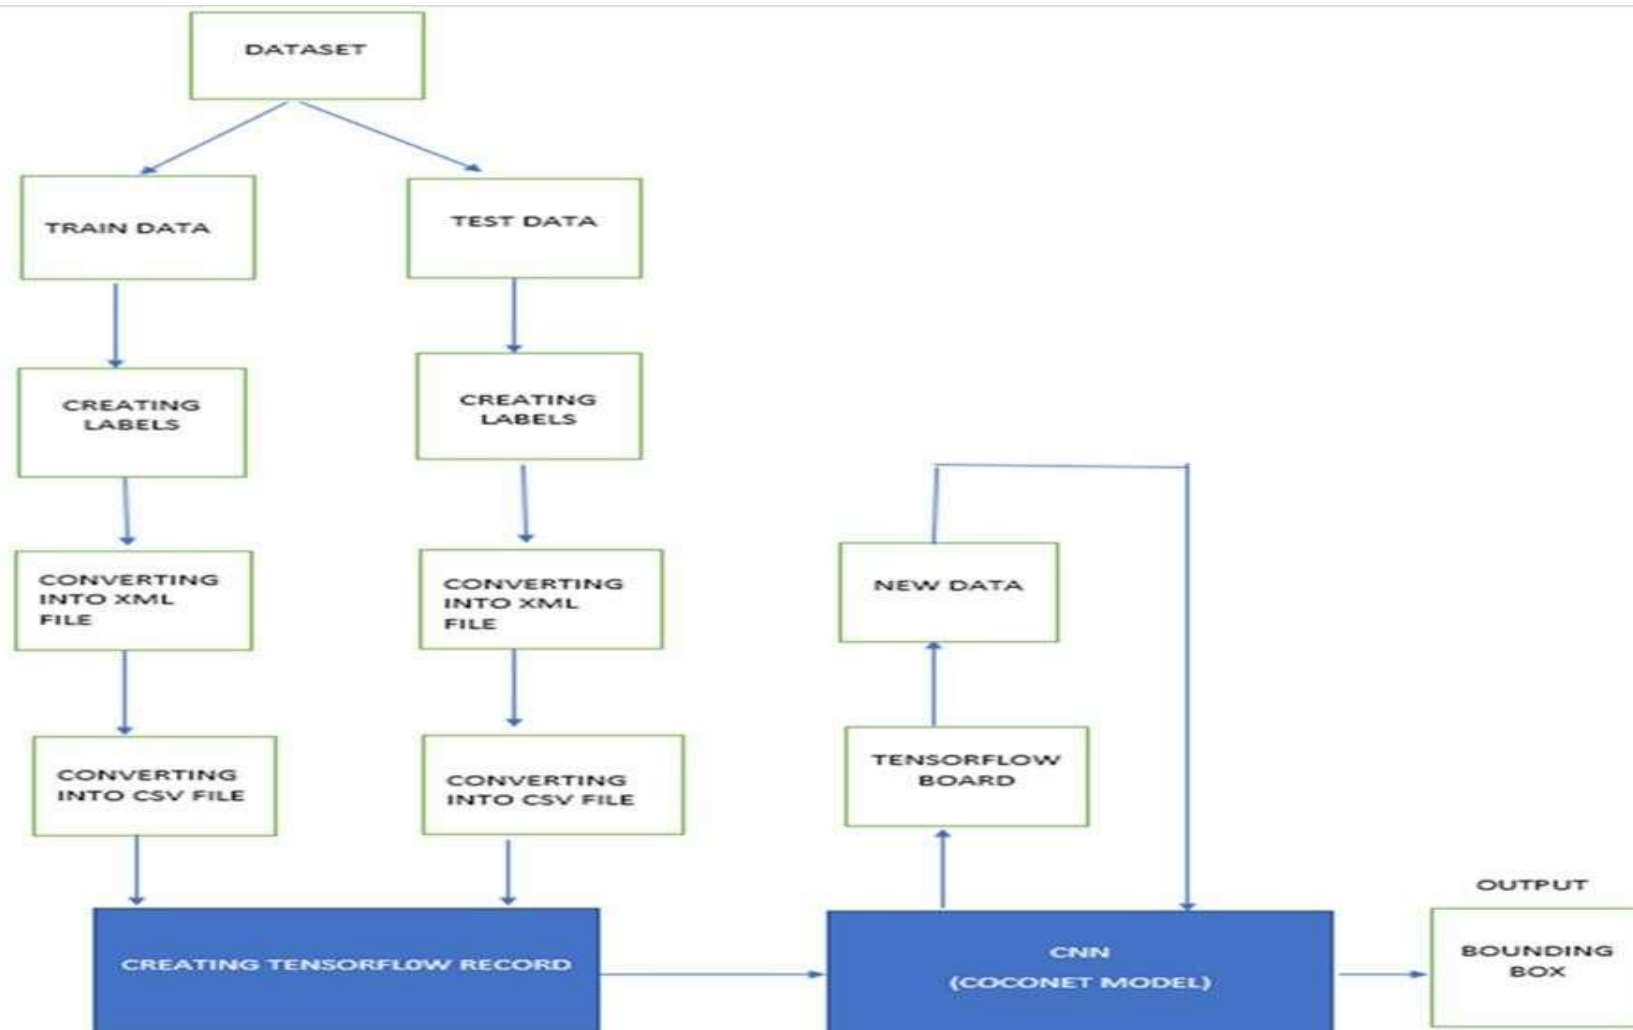 DATASET
TRAIN DATA
TEST DATA
CREATING
LABELS
CREATING
LABELS
CONVERTING
INTO XML
FILE
CONVERTING
INTO XML
FILE
NEW DATA
CONVERTING
INTO CSV FILE
CONVERTING
INTO CSV FILE
TENSORFLOW
BOARD
CREATING TENSORFLOW RECORD
CNN
(COCONET MODEL)
OUTPUT
BOUNDING
BOX